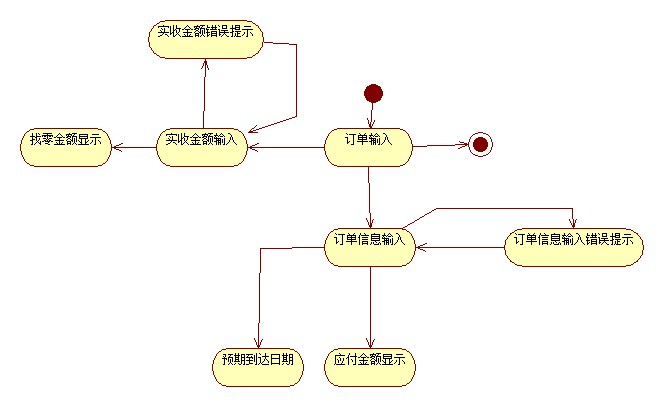 实收金额错误提示
找零金额显示
实收金额输入
订单输入
订单信息输入
订单信息输入错误提示
预期到达日期
应付金额显示